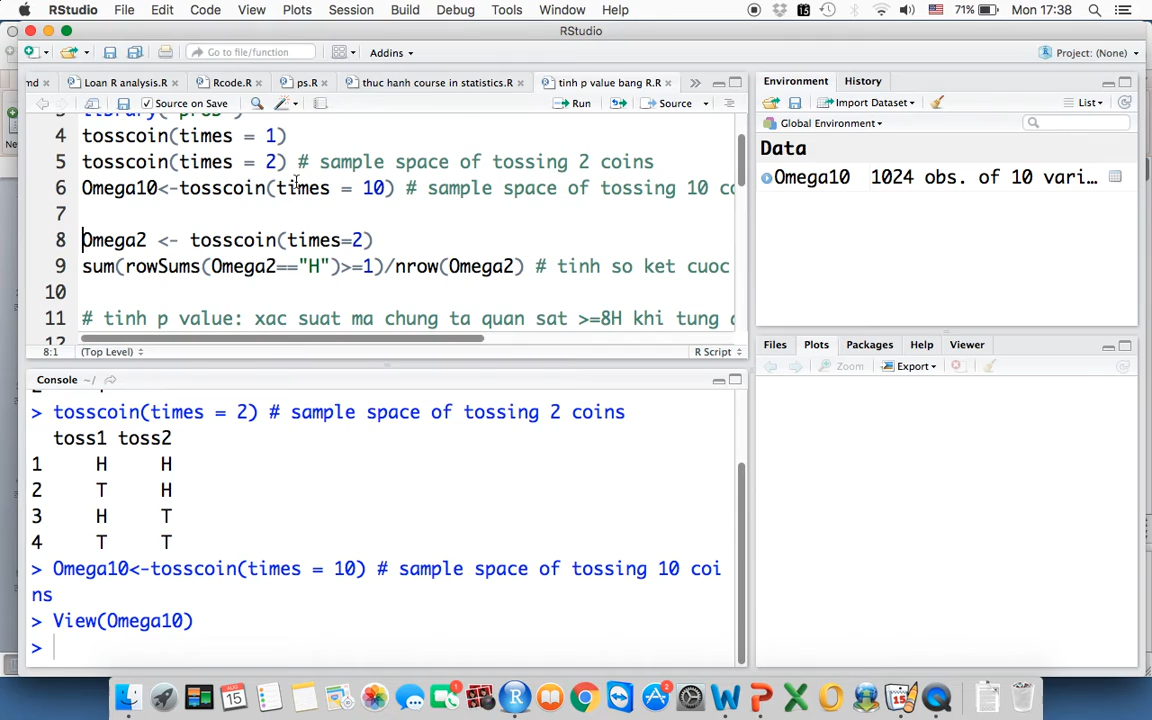 RStudio File Edit Code View Plots Session Build Debug Tools Window Help 15 71% Mon 17:38
RStudio
Go to file/function Addins Project: (None)
md Loan R analysis.R Rcode.R ps.R thuc hanh course in statistics.R tinh p value bang R.R
Source on Save Run Source
4 tosscoin(times = 1)
5 tosscoin(times = 2) # sample space of tossing 2 coins
6 Omega10<-tosscoin(times = 10) # sample space of tossing 10 co
7
8 Omega2 <- tosscoin(times=2)
9 sum(rowSums(Omega2=="H")>=1)/nrow(Omega2) # tinh so ket cuoc
10
11 # tinh p value: xac suat ma chung ta quan sat >=8H khi tung
12
8:1 (Top Level) R Script
Console ~/
> tosscoin(times = 2) # sample space of tossing 2 coins
toss1 toss2
1 H H
2 T H
3 H T
4 T T
> Omega10<-tosscoin(times = 10) # sample space of tossing 10 coi
ns
> View(Omega10)
>
Environment History
Import Dataset List
Global Environment
Data
Omega10 1024 obs. of 10 vari...
Files Plots Packages Help Viewer
Zoom Export